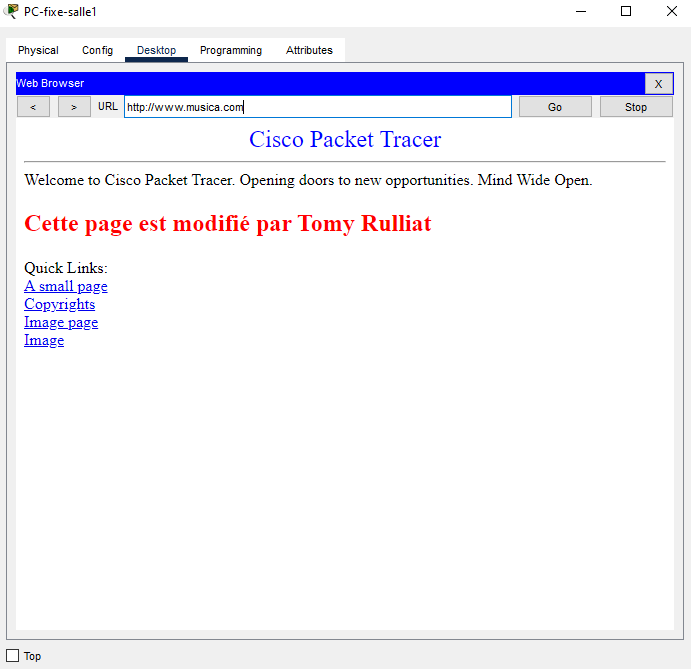 PC-fixe-salle1
Physical Config Desktop Programming Attributes
Web Browser X
< > URL http://www.musica.com Go Stop
Cisco Packet Tracer
Welcome to Cisco Packet Tracer. Opening doors to new opportunities. Mind Wide Open.
Cette page est modifié par Tomy Rulliat
Quick Links:
A small page
Copyrights
Image page
Image
Top